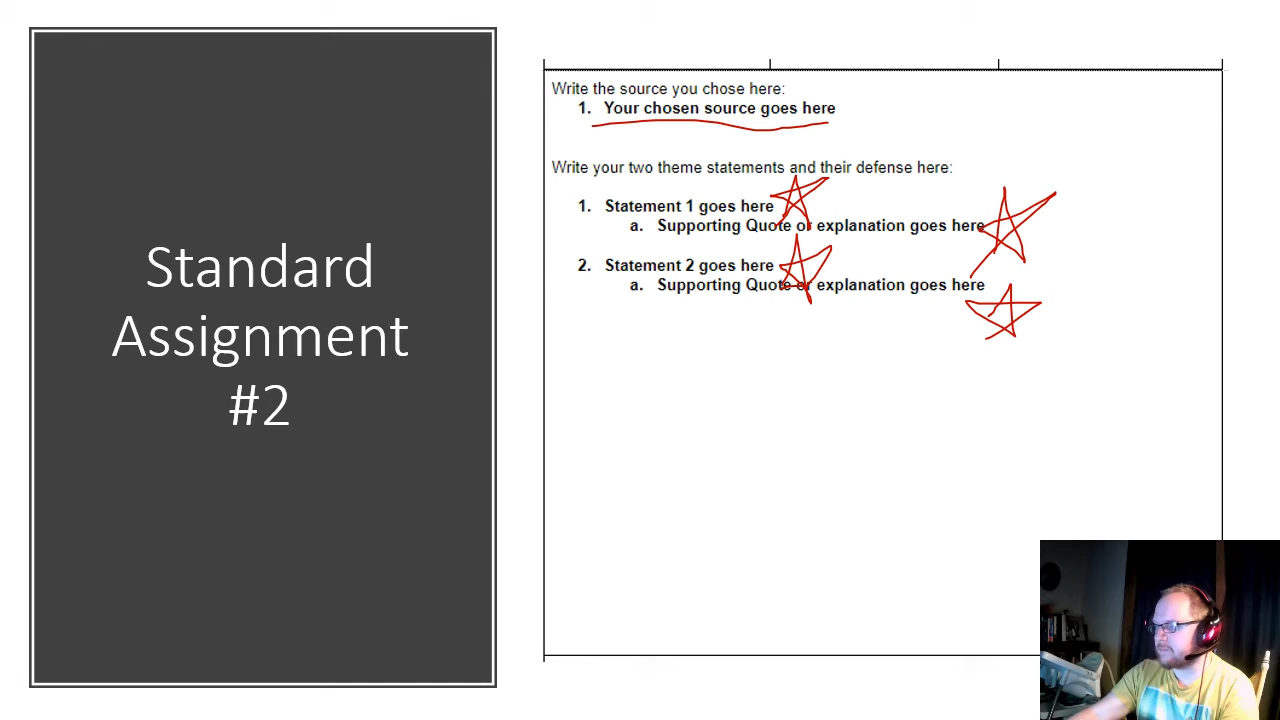 Standard
Assignment
#2
Write the source you chose here:
1. Your chosen source goes here
Write your two theme statements and their defense here:
1. Statement 1 goes here
a. Supporting Quote or explanation goes here
2. Statement 2 goes here
a. Supporting Quote or explanation goes here